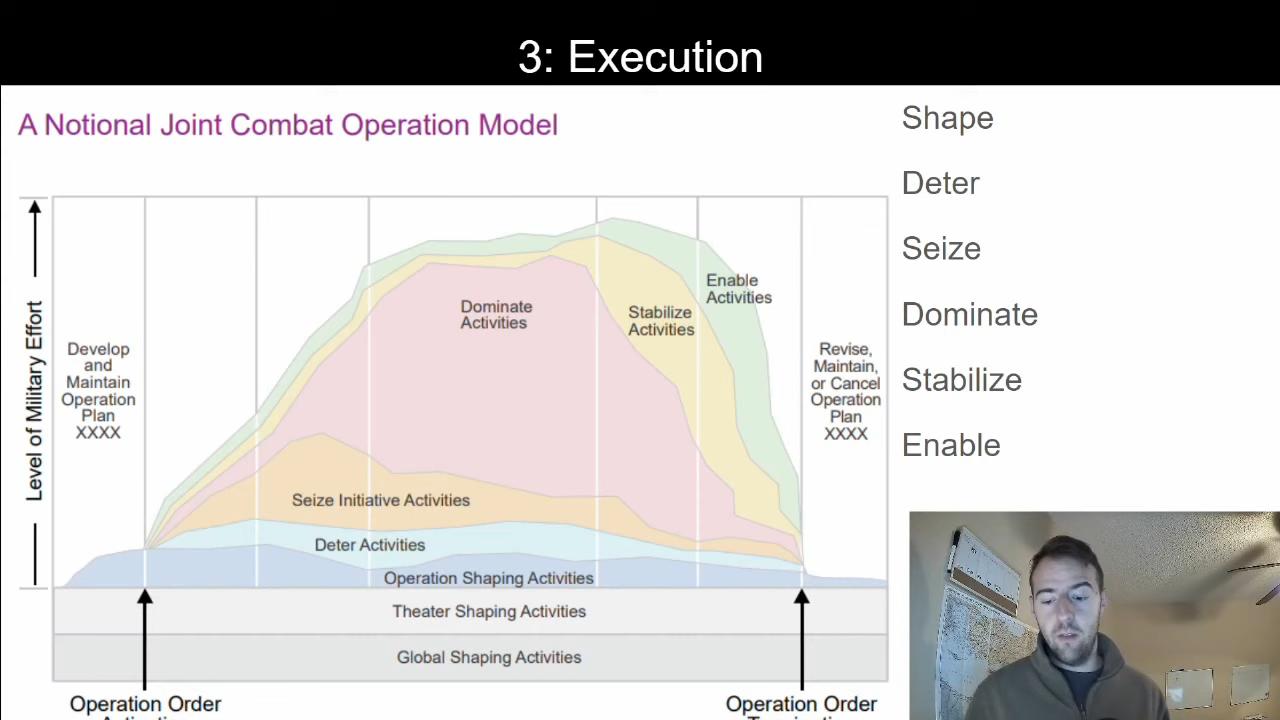 3: Execution
A Notional Joint Combat Operation Model
Shape
Deter
Seize
Dominate
Stabilize
Enable
Level of Military Effort
Develop
and
Maintain
Operation
Plan
XXXX
Dominate
Activities
Stabilize
Activities
Enable
Activities
Revise,
Maintain,
or Cancel
Operation
Plan
XXXX
Seize Initiative Activities
Deter Activities
Operation Shaping Activities
Theater Shaping Activities
Global Shaping Activities
Operation Order
Operation Order